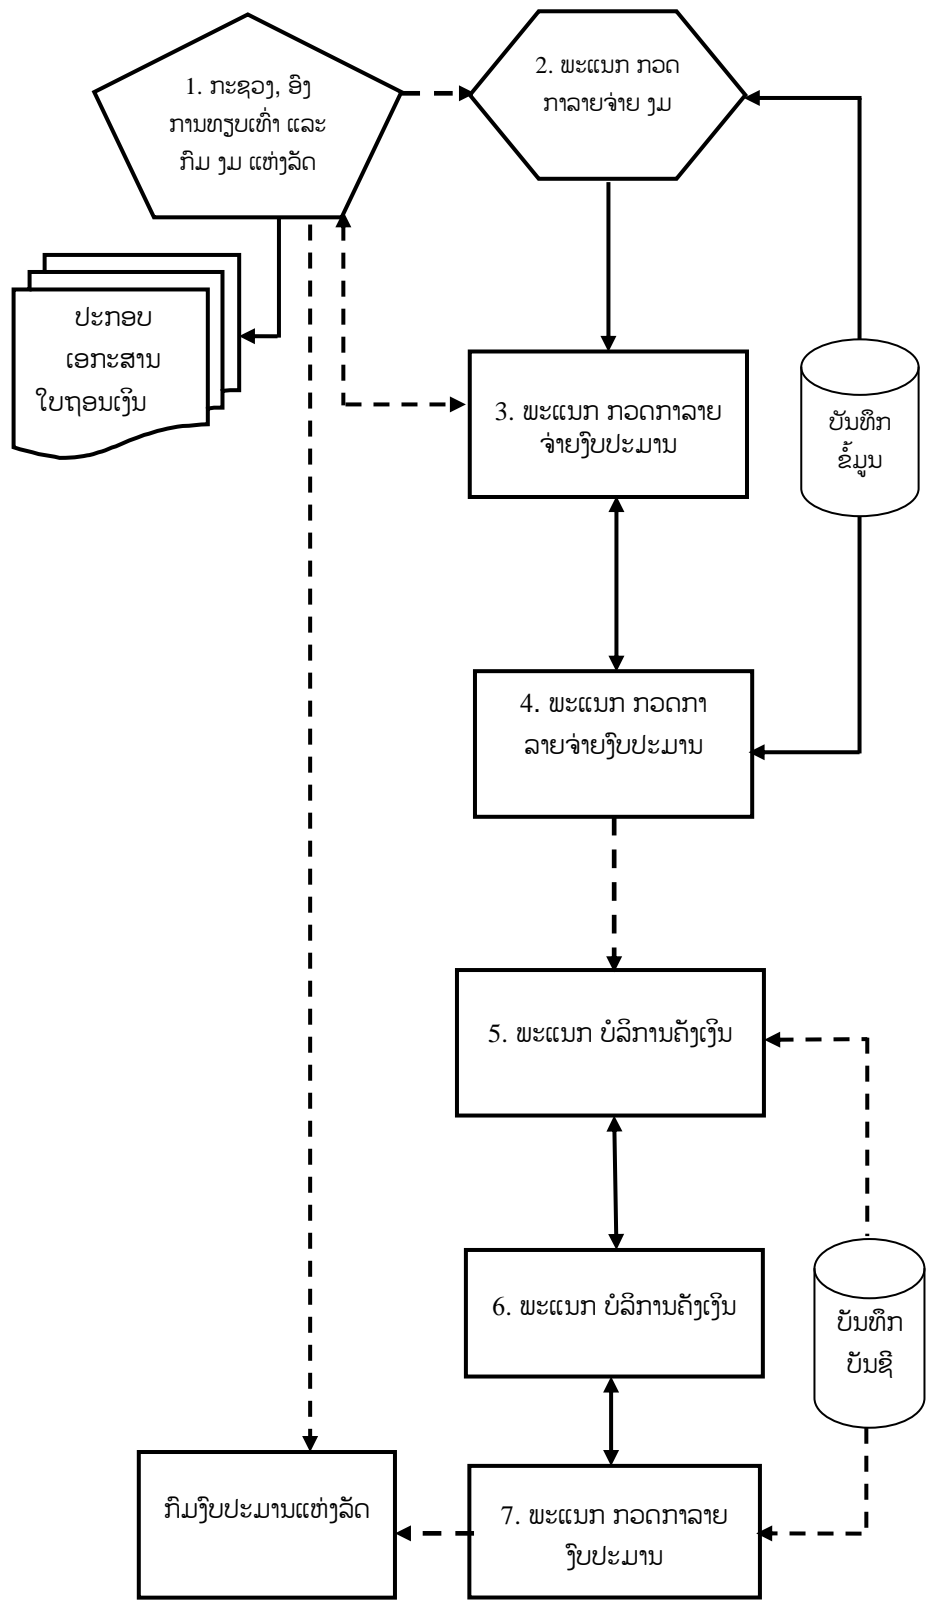 1. ກະຊວງ, ອົງ
ການທຽບເທົ່າ ແລະ
ກົມ ງມ ແຫ່ງລັດ
2. ພະແນກ ກວດ
ກາລາຍຈ່າຍ ງມ
ປະກອບ
ເອກະສານ
ໃບຖອນເງິນ
3. ພະແນກ ກວດກາລາຍ
ຈ່າຍງົບປະມານ
ບັນທຶກ
ຂໍ້ມູນ
4. ພະແນກ ກວດກາ
ລາຍຈ່າຍງົບປະມານ
5. ພະແນກ ບໍລິການຄັງເງິນ
6. ພະແນກ ບໍລິການຄັງເງິນ
ບັນທຶກ
ບັນຊີ
ກົມງົບປະມານແຫ່ງລັດ
7. ພະແນກ ກວດກາລາຍ
ງົບປະມານ